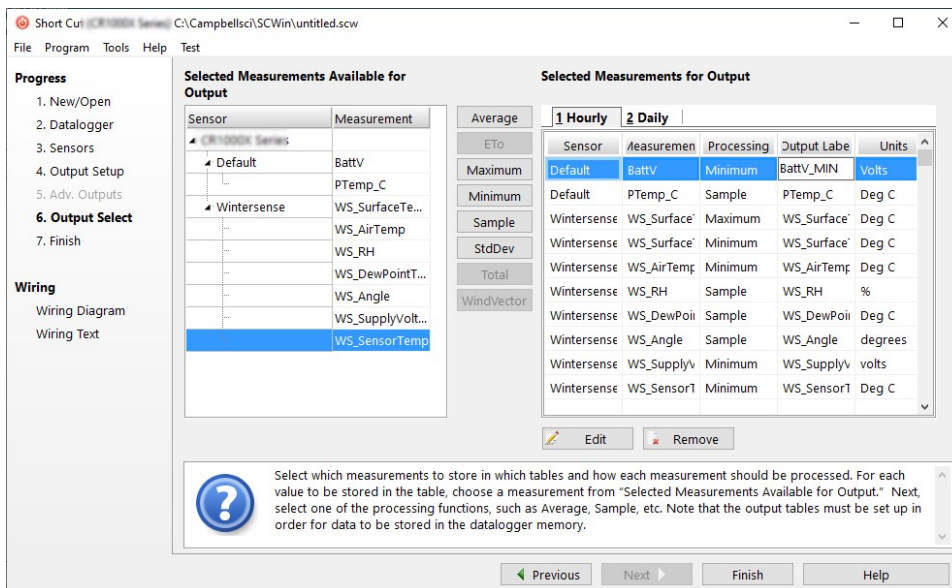 Short Cut (CR1000X Series) C:\Campbellsci\SCWin\untitled.scw
File Program Tools Help Test
Progress
1. New/Open
2. Datalogger
3. Sensors
4. Output Setup
5. Adv. Outputs
6. Output Select
7. Finish
Wiring
Wiring Diagram
Wiring Text
Selected Measurements Available for
Output
Sensor Measurement
CR1000X Series
Default BattV
PTemp_C
Wintersense WS_SurfaceTe...
WS_AirTemp
WS_RH
WS_DewPointT...
WS_Angle
WS_SupplyVolt...
WS_SensorTemp
Average
ETo
Maximum
Minimum
Sample
StdDev
Total
WindVector
Selected Measurements for Output
1 Hourly 2 Daily
Sensor Measuremen Processing Output Labe Units
Default BattV Minimum BattV_MIN Volts
Default PTemp_C Sample PTemp_C Deg C
Wintersense WS_Surface Maximum WS_Surface Deg C
Wintersense WS_Surface Minimum WS_Surface Deg C
Wintersense WS_AirTemp Minimum WS_AirTemp Deg C
Wintersense WS_RH Sample WS_RH %
Wintersense WS_DewPoi Sample WS_DewPoi Deg C
Wintersense WS_Angle Sample WS_Angle degrees
Wintersense WS_SupplyV Minimum WS_SupplyV volts
Wintersense WS_SensorT Minimum WS_SensorT Deg C
Edit Remove
Select which measurements to store in which tables and how each measurement should be processed. For each
value to be stored in the table, choose a measurement from "Selected Measurements Available for Output." Next,
select one of the processing functions, such as Average, Sample, etc. Note that the output tables must be set up in
order for data to be stored in the datalogger memory.
Previous Next Finish Help